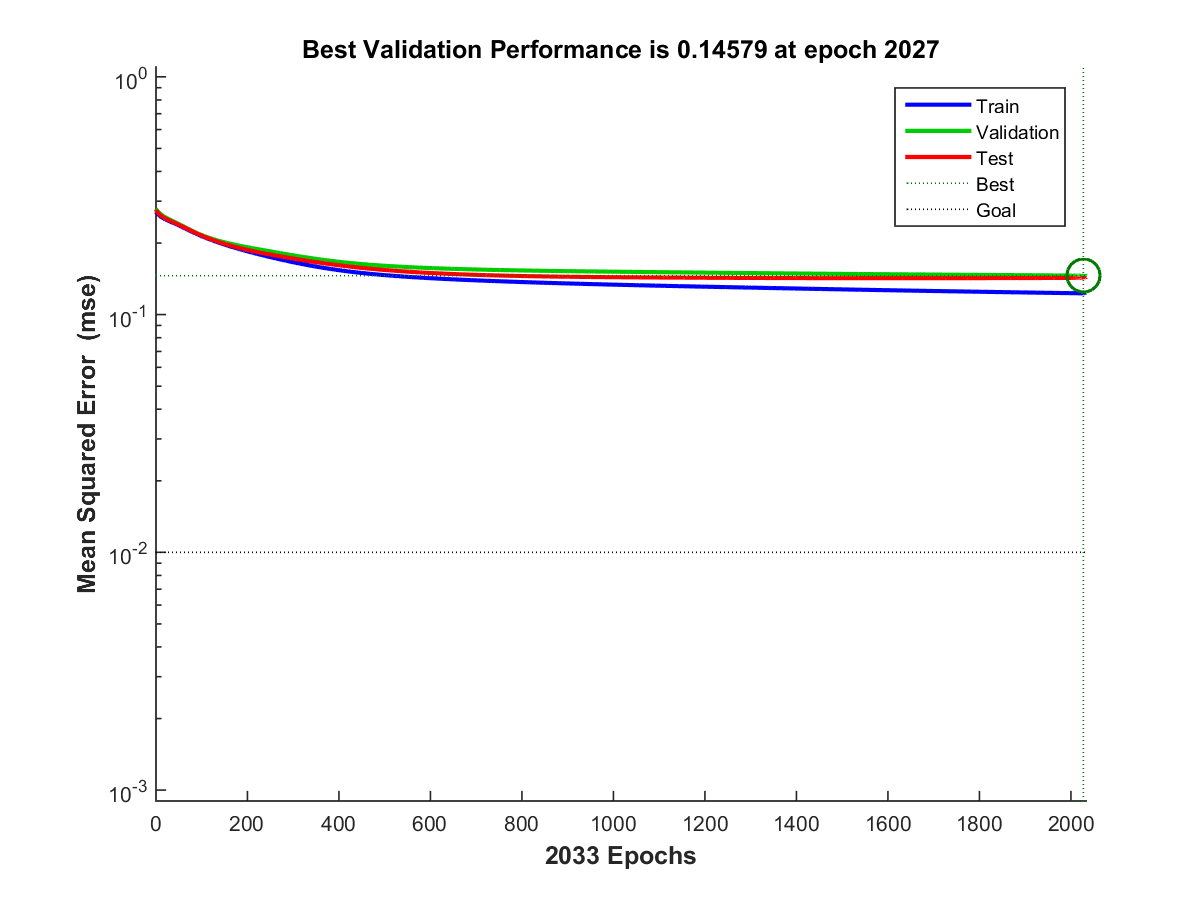 Best Validation Performance is 0.14579 at epoch 2027
10^0
10^-1
10^-2
10^-3
Mean Squared Error (mse)
Train
Validation
Test
Best
Goal
0 200 400 600 800 1000 1200 1400 1600 1800 2000
2033 Epochs